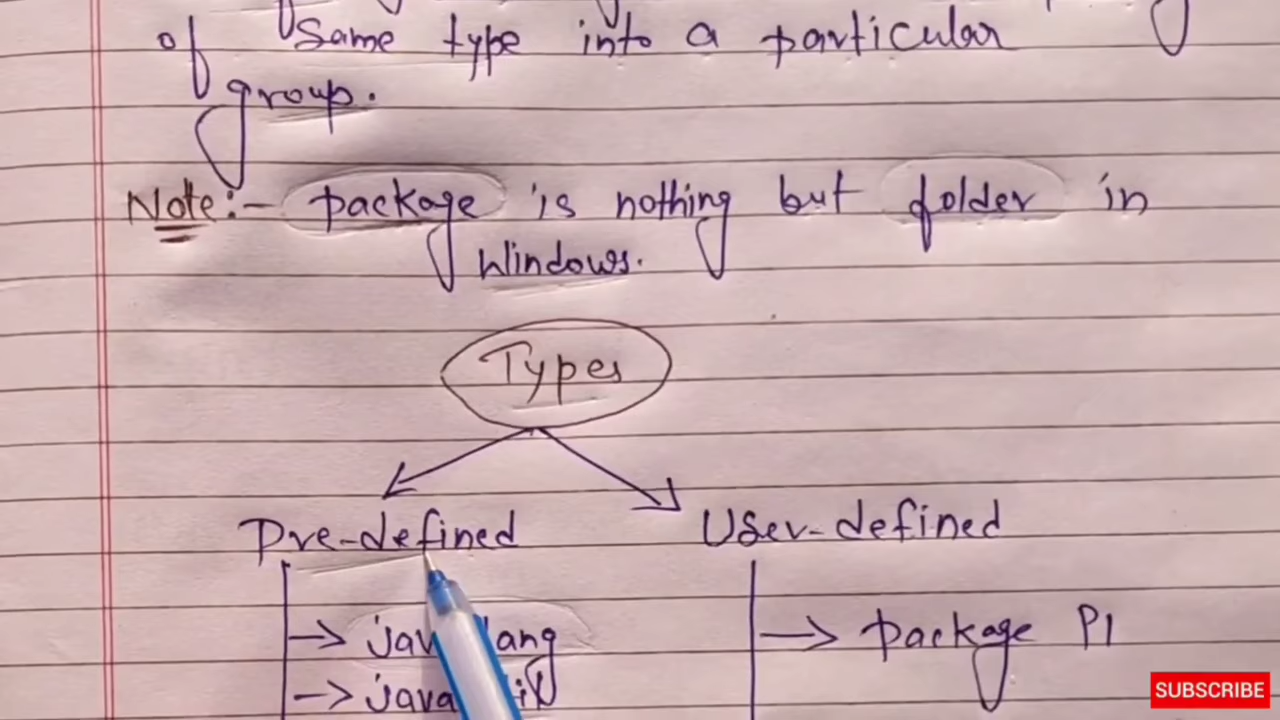 of same type into a particular
group.
Note:- package is nothing but folder in
Windows.
Types
Pre-defined User-defined
→ → package P1
SUBSCRIBE